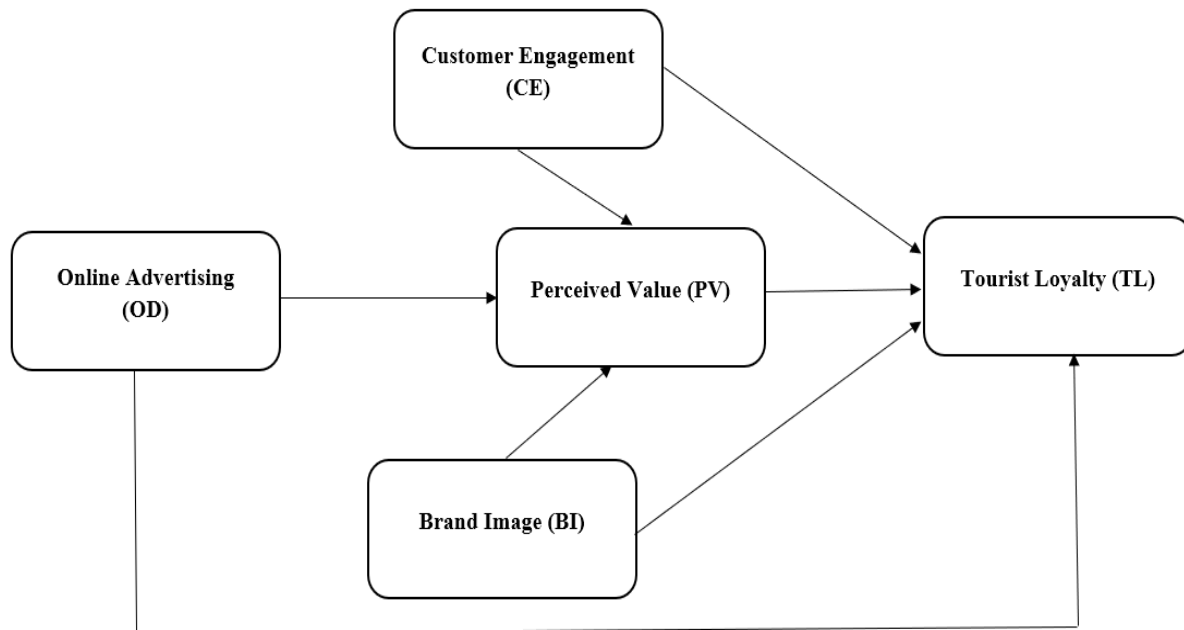 Customer Engagement
(CE)
Online Advertising
(OD)
Perceived Value (PV)
Tourist Loyalty (TL)
Brand Image (BI)